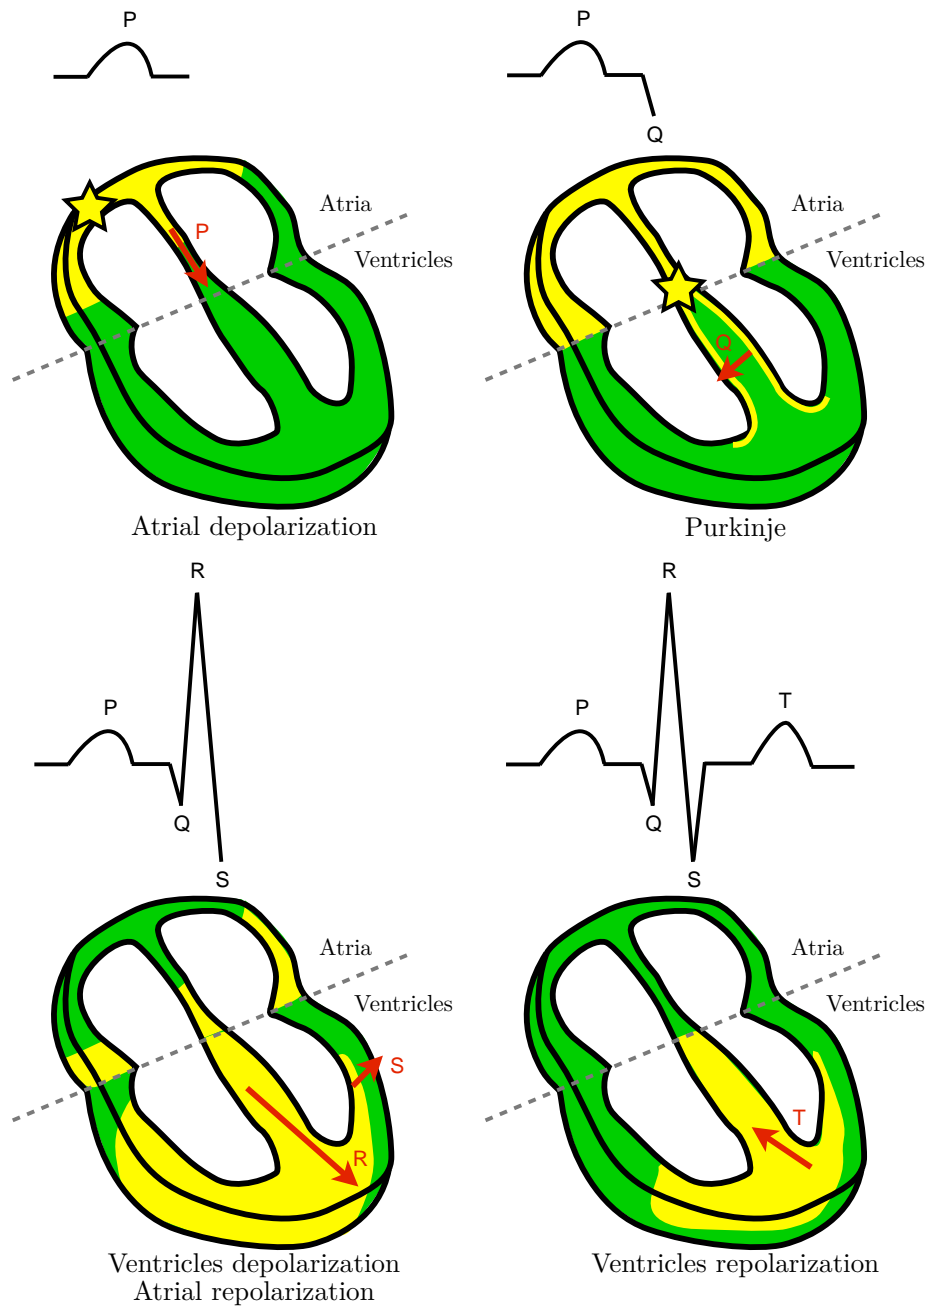 P
P
Q
Atria
Ventricles
P
Atrial depolarization
Atria
Ventricles
Q
Purkinje
R
P
Q
S
Atria
Ventricles
S
R
Ventricles depolarization
Atrial repolarization
R
P
T
Q
S
Atria
Ventricles
T
Ventricles repolarization